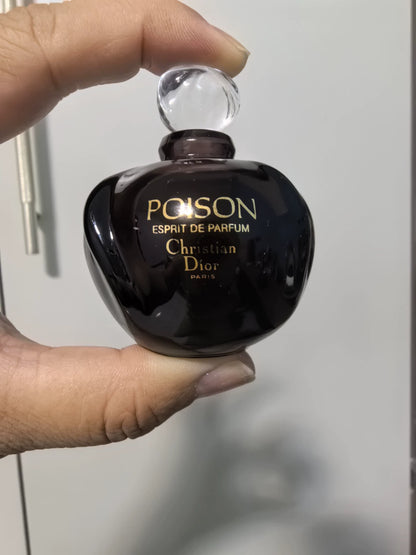 POISON
ESPRIT DE PARFUM
Christian
Dior
PARIS